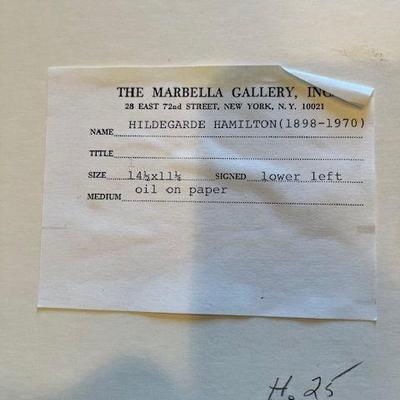 THE MARBELLA GALLERY, INC.
28 EAST 72nd STREET, NEW YORK, N.Y. 10021
NAME HILDEGARDE HAMILTON(1898-1970)
TITLE
SIZE 14½x11½ SIGNED lower left
MEDIUM oil on paper
H. 25